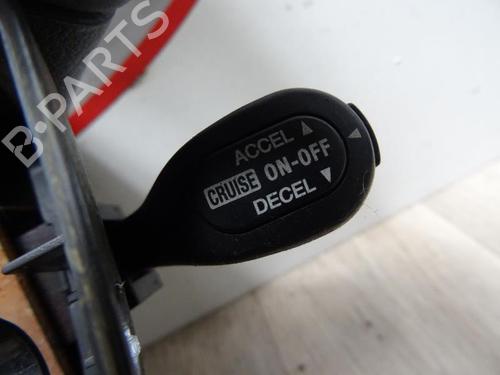 B-PARTS
ACCEL ▲
CRUISE ON-OFF ◀
DECEL ▼